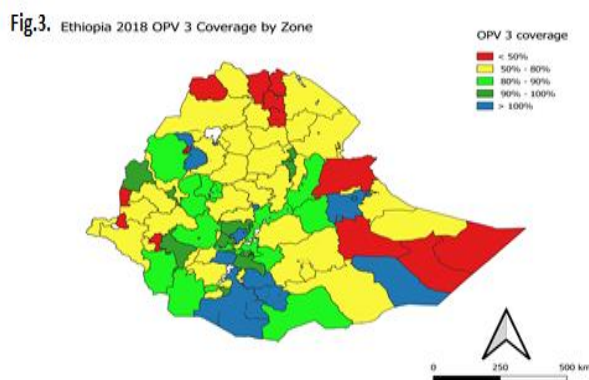 Fig.3. Ethiopia 2018 OPV 3 Coverage by Zone
OPV 3 coverage
< 50%
50% - 80%
80% - 90%
90% - 100%
> 100%
0 250 500 km